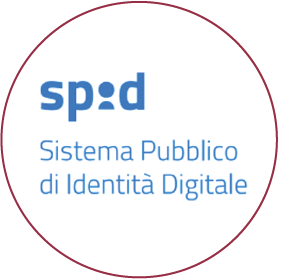 spid
Sistema Pubblico
di Identità Digitale